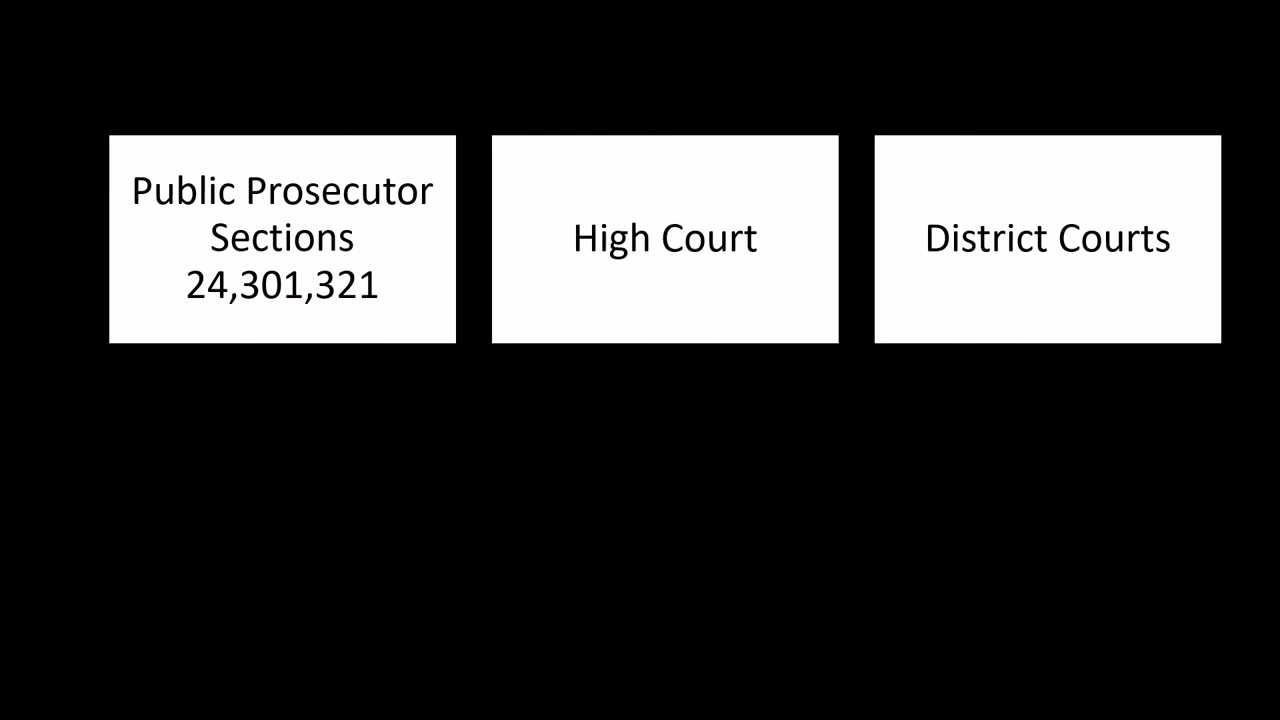 Public Prosecutor
Sections
24,301,321
High Court
District Courts